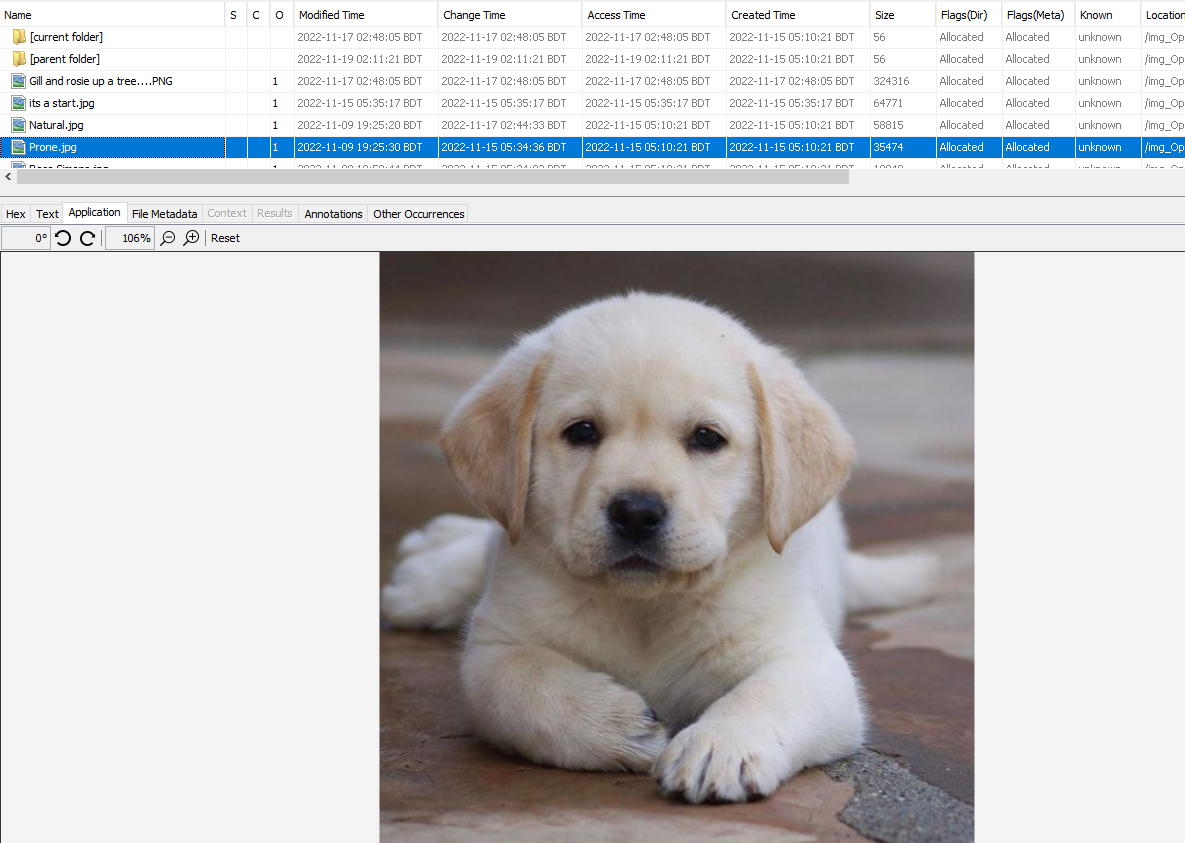 Name S C O Modified Time Change Time Access Time Created Time Size Flags(Dir) Flags(Meta) Known Location
[current folder] 2022-11-17 02:48:05 BDT 2022-11-17 02:48:05 BDT 2022-11-17 02:48:05 BDT 2022-11-15 05:10:21 BDT 56 Allocated Allocated unknown /img_Op
[parent folder] 2022-11-19 02:11:21 BDT 2022-11-19 02:11:21 BDT 2022-11-19 02:11:21 BDT 2022-11-15 05:10:21 BDT 56 Allocated Allocated unknown /img_Op
Gill and rosie up a tree....PNG 1 2022-11-17 02:48:05 BDT 2022-11-17 02:48:05 BDT 2022-11-17 02:48:05 BDT 2022-11-17 02:48:05 BDT 324316 Allocated Allocated unknown /img_Op
its a start.jpg 1 2022-11-15 05:35:17 BDT 2022-11-15 05:35:17 BDT 2022-11-15 05:35:17 BDT 2022-11-15 05:35:17 BDT 64771 Allocated Allocated unknown /img_Op
Natural.jpg 1 2022-11-09 19:25:20 BDT 2022-11-17 02:44:33 BDT 2022-11-15 05:10:21 BDT 2022-11-15 05:10:21 BDT 58815 Allocated Allocated unknown /img_Op
Prone.jpg 1 2022-11-09 19:25:30 BDT 2022-11-15 05:34:36 BDT 2022-11-15 05:10:21 BDT 2022-11-15 05:10:21 BDT 35474 Allocated Allocated unknown /img_Op
Hex Text Application File Metadata Context Results Annotations Other Occurrences
0° 106% Reset